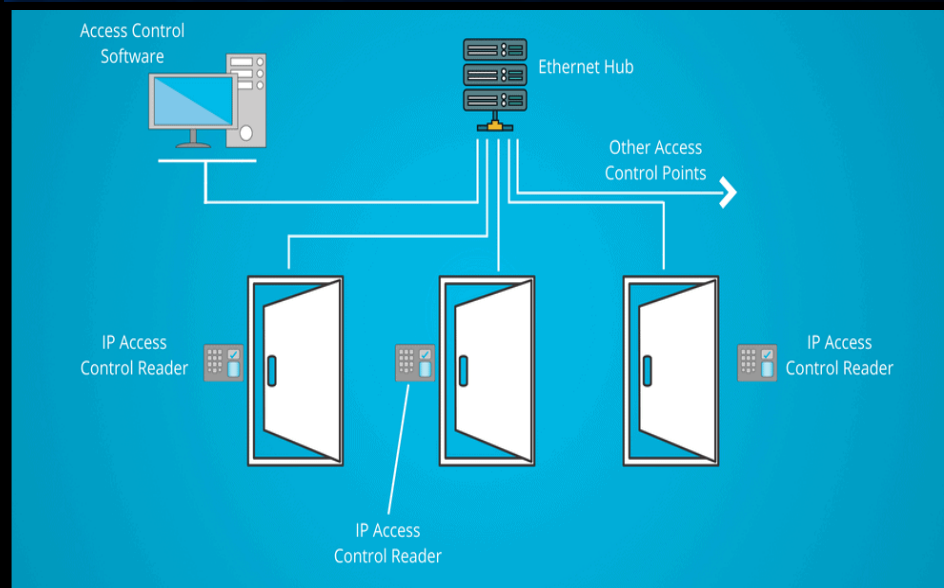 Access Control
Software
Ethernet Hub
Other Access
Control Points
IP Access
Control Reader
IP Access
Control Reader
IP Access
Control Reader